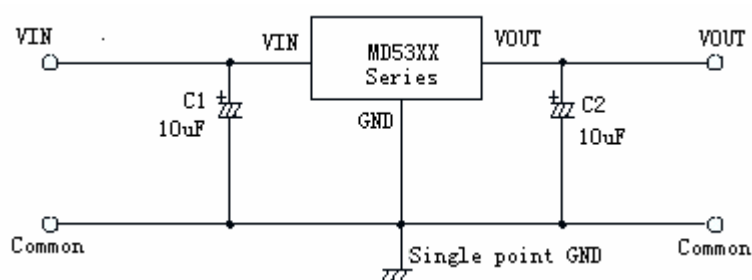 VIN
VIN
MD53XX
Series
VOUT
VOUT
C1
10uF
GND
C2
10uF
Common
Single point GND
Common